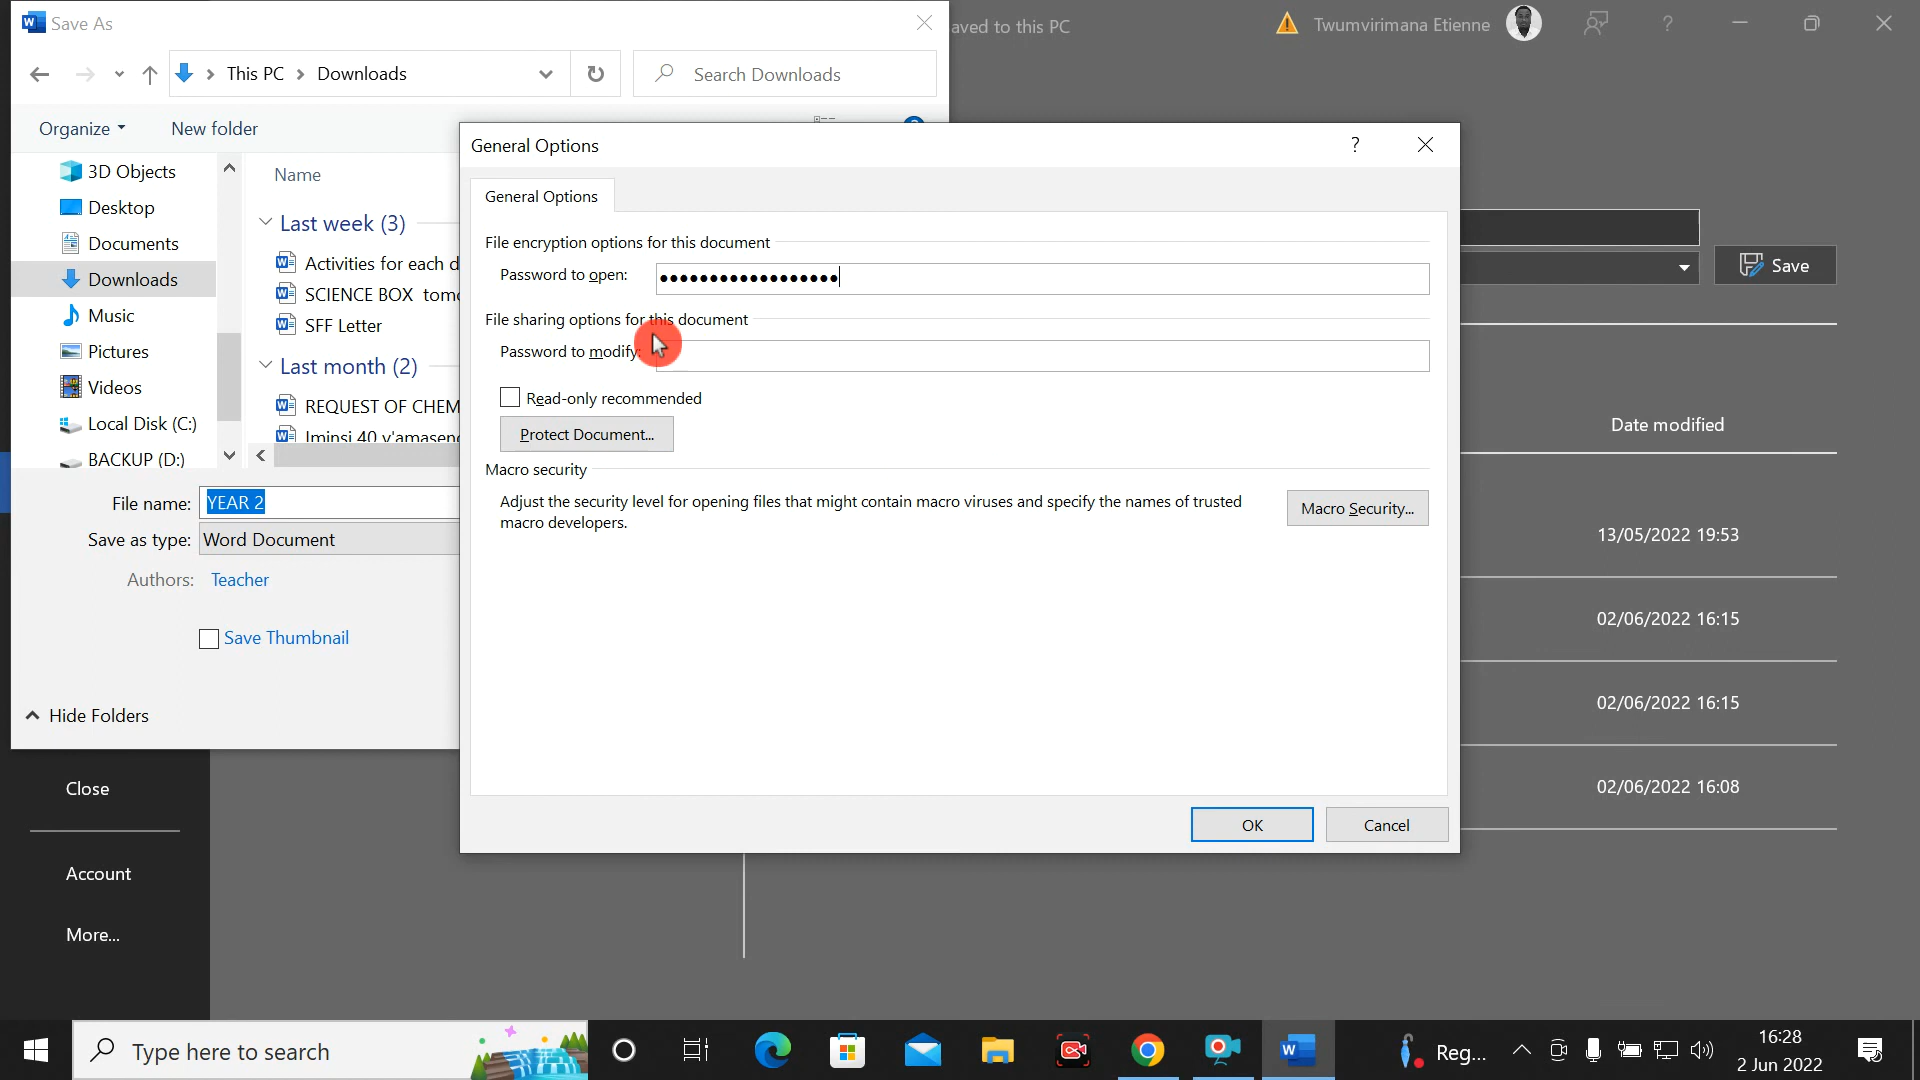 Save As
aved to this PC
Twumvirimana Etienne
?
This PC > Downloads
Search Downloads
Organize
New folder
General Options
?
3D Objects
Desktop
Documents
Downloads
Music
Pictures
Videos
Local Disk (C:)
BACKUP (D:)
Name
Last week (3)
Activities for each d
SCIENCE BOX tom
SFF Letter
Last month (2)
REQUEST OF CHEM
Iminsi 40 y'amaseng
General Options
File encryption options for this document
Password to open: ●●●●●●●●●●●●●●●●●●
File sharing options for this document
Password to modify:
Read-only recommended
Protect Document...
Macro security
Adjust the security level for opening files that might contain macro viruses and specify the names of trusted
macro developers.
Macro Security...
OK
Cancel
Save
Date modified
13/05/2022 19:53
02/06/2022 16:15
02/06/2022 16:15
02/06/2022 16:08
File name: YEAR 2
Save as type: Word Document
Authors: Teacher
Save Thumbnail
Hide Folders
Close
Account
More...
Type here to search
Reg...
16:28
2 Jun 2022